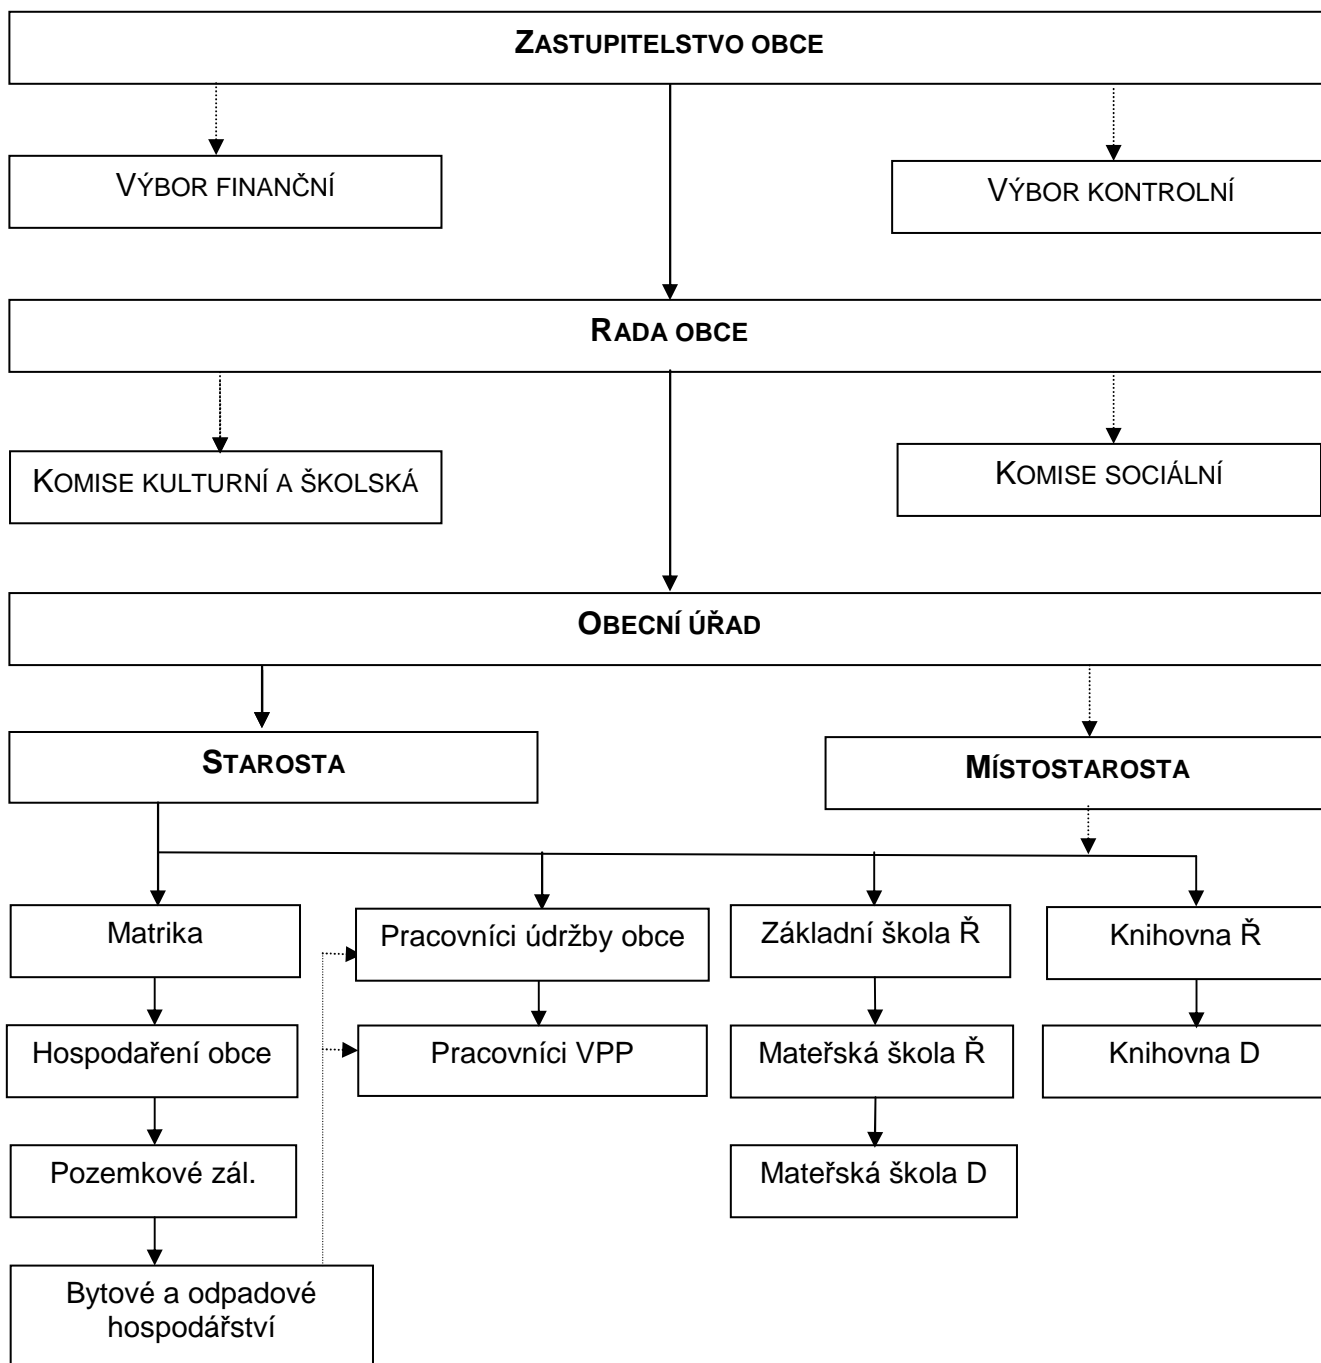 ZASTUPITELSTVO OBCE
VÝBOR FINANČNÍ
VÝBOR KONTROLNÍ
RADA OBCE
KOMISE KULTURNÍ A ŠKOLSKÁ
KOMISE SOCIÁLNÍ
OBECNÍ ÚŘAD
STAROSTA
MÍSTOSTAROSTA
Matrika
Pracovníci údržby obce
Základní škola Ř
Knihovna Ř
Hospodaření obce
Pracovníci VPP
Mateřská škola Ř
Knihovna D
Pozemkové zál.
Mateřská škola D
Bytové a odpadové
hospodářství